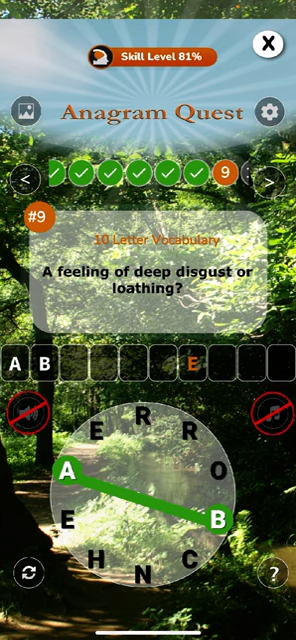 X
Skill Level 81%
Anagram Quest
< 9 >
#9
10 Letter Vocabulary
A feeling of deep disgust or
loathing?
A B E
R
E R
A O
E B
H C
N
?